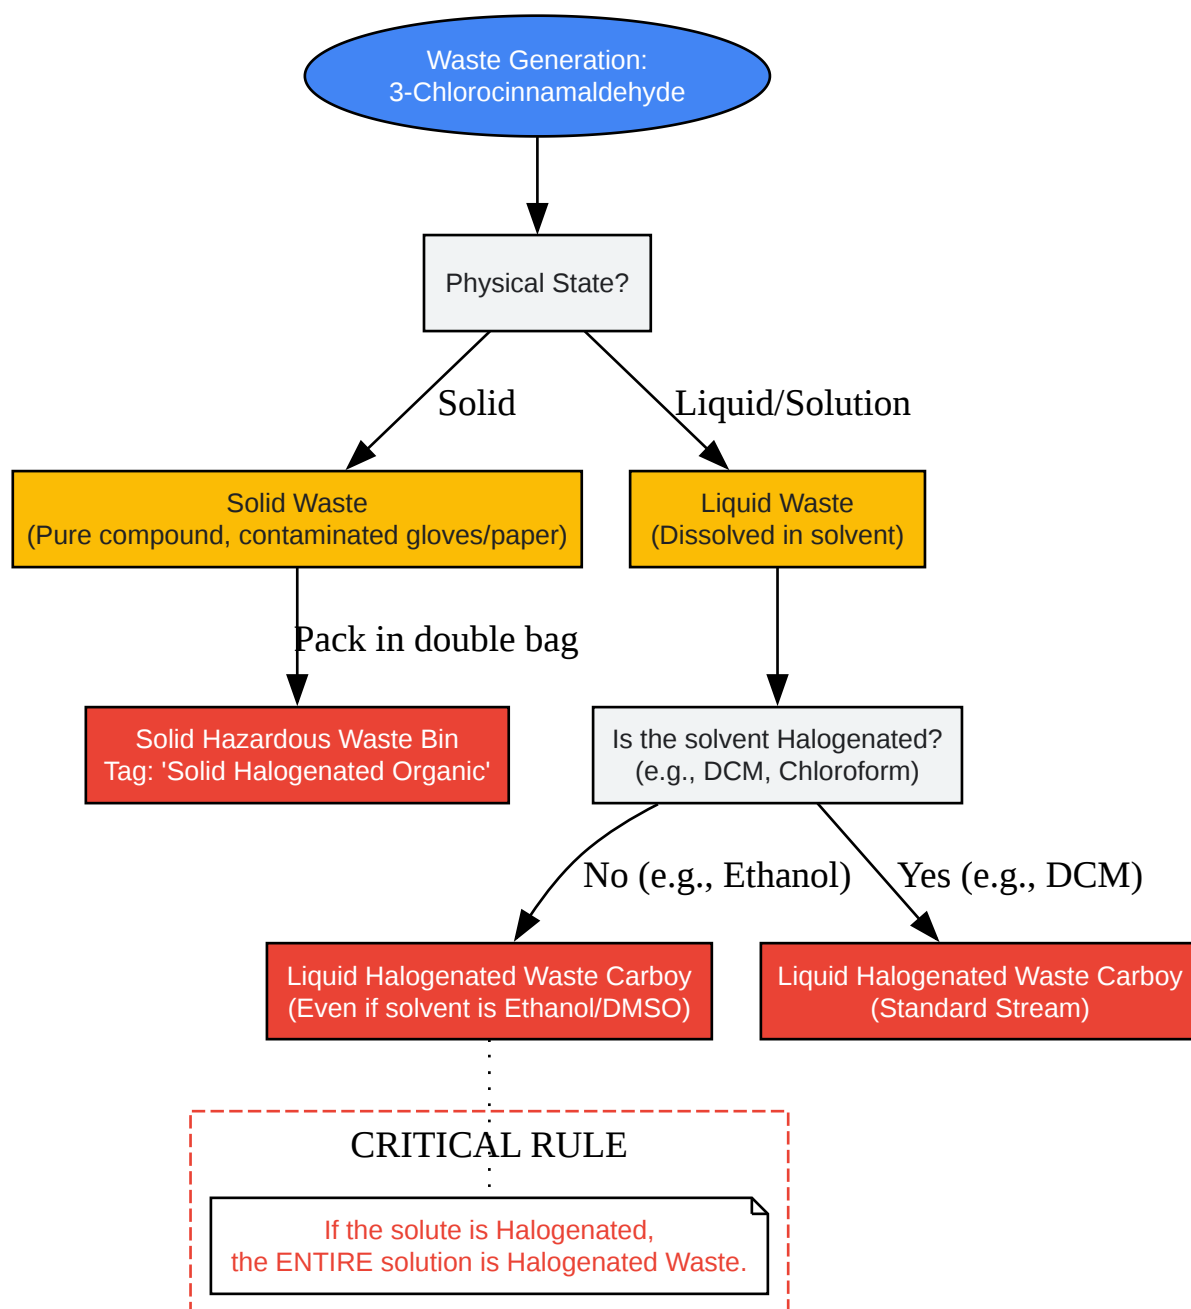 Waste Generation:
3-Chlorocinnamaldehyde
Physical State?
Solid
Liquid/Solution
Solid Waste
(Pure compound, contaminated gloves/paper)
Liquid Waste
(Dissolved in solvent)
Pack in double bag
Solid Hazardous Waste Bin
Tag: 'Solid Halogenated Organic'
Is the solvent Halogenated?
(e.g., DCM, Chloroform)
No (e.g., Ethanol)
Yes (e.g., DCM)
Liquid Halogenated Waste Carboy
(Even if solvent is Ethanol/DMSO)
Liquid Halogenated Waste Carboy
(Standard Stream)
CRITICAL RULE
If the solute is Halogenated,
the ENTIRE solution is Halogenated Waste.